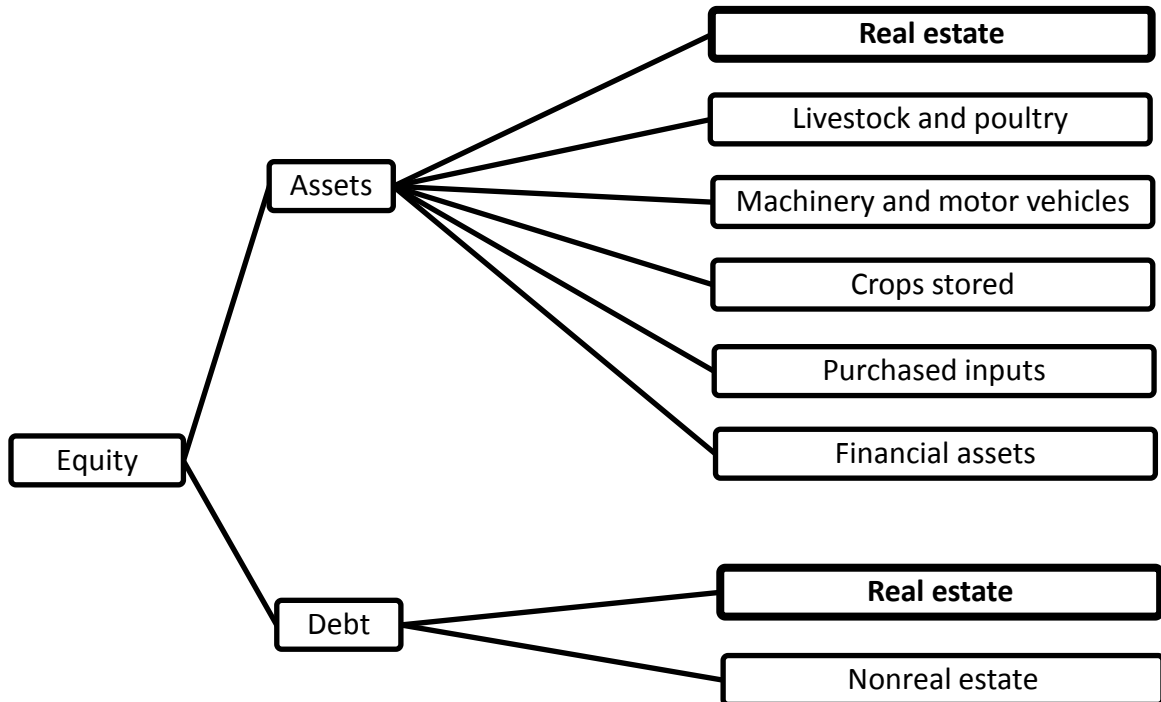 Real estate
Livestock and poultry
Assets
Machinery and motor vehicles
Crops stored
Purchased inputs
Financial assets
Equity
Real estate
Debt
Nonreal estate